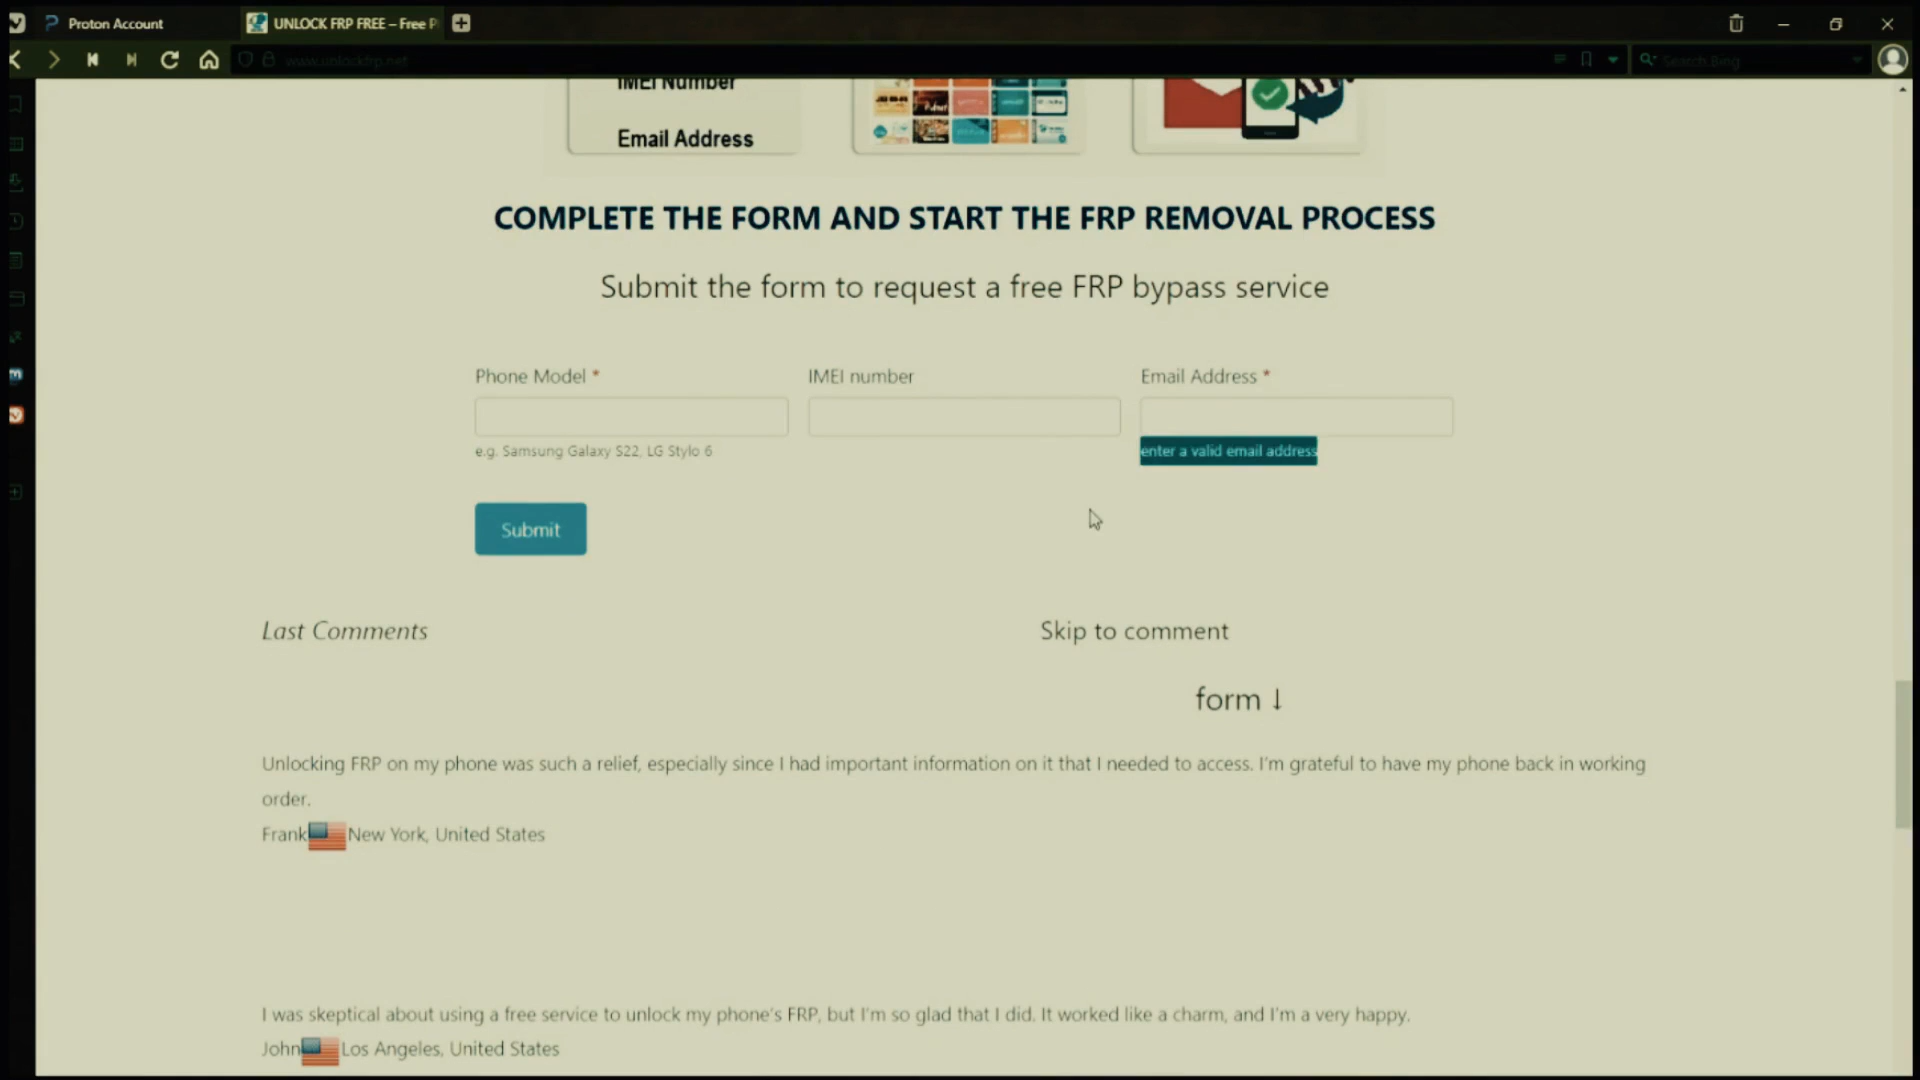 Proton Account
UNLOCK FRP FREE – Free P
www.unlockfrp.net
Search Bing
IMEI Number
Email Address
COMPLETE THE FORM AND START THE FRP REMOVAL PROCESS
Submit the form to request a free FRP bypass service
Phone Model *
IMEI number
Email Address *
e.g. Samsung Galaxy S22, LG Stylo 6
enter a valid email address
Submit
Last Comments
Skip to comment
form ↓
Unlocking FRP on my phone was such a relief, especially since I had important information on it that I needed to access. I'm grateful to have my phone back in working
order.
Frank New York, United States
I was skeptical about using a free service to unlock my phone's FRP, but I'm so glad that I did. It worked like a charm, and I'm a very happy.
John Los Angeles, United States